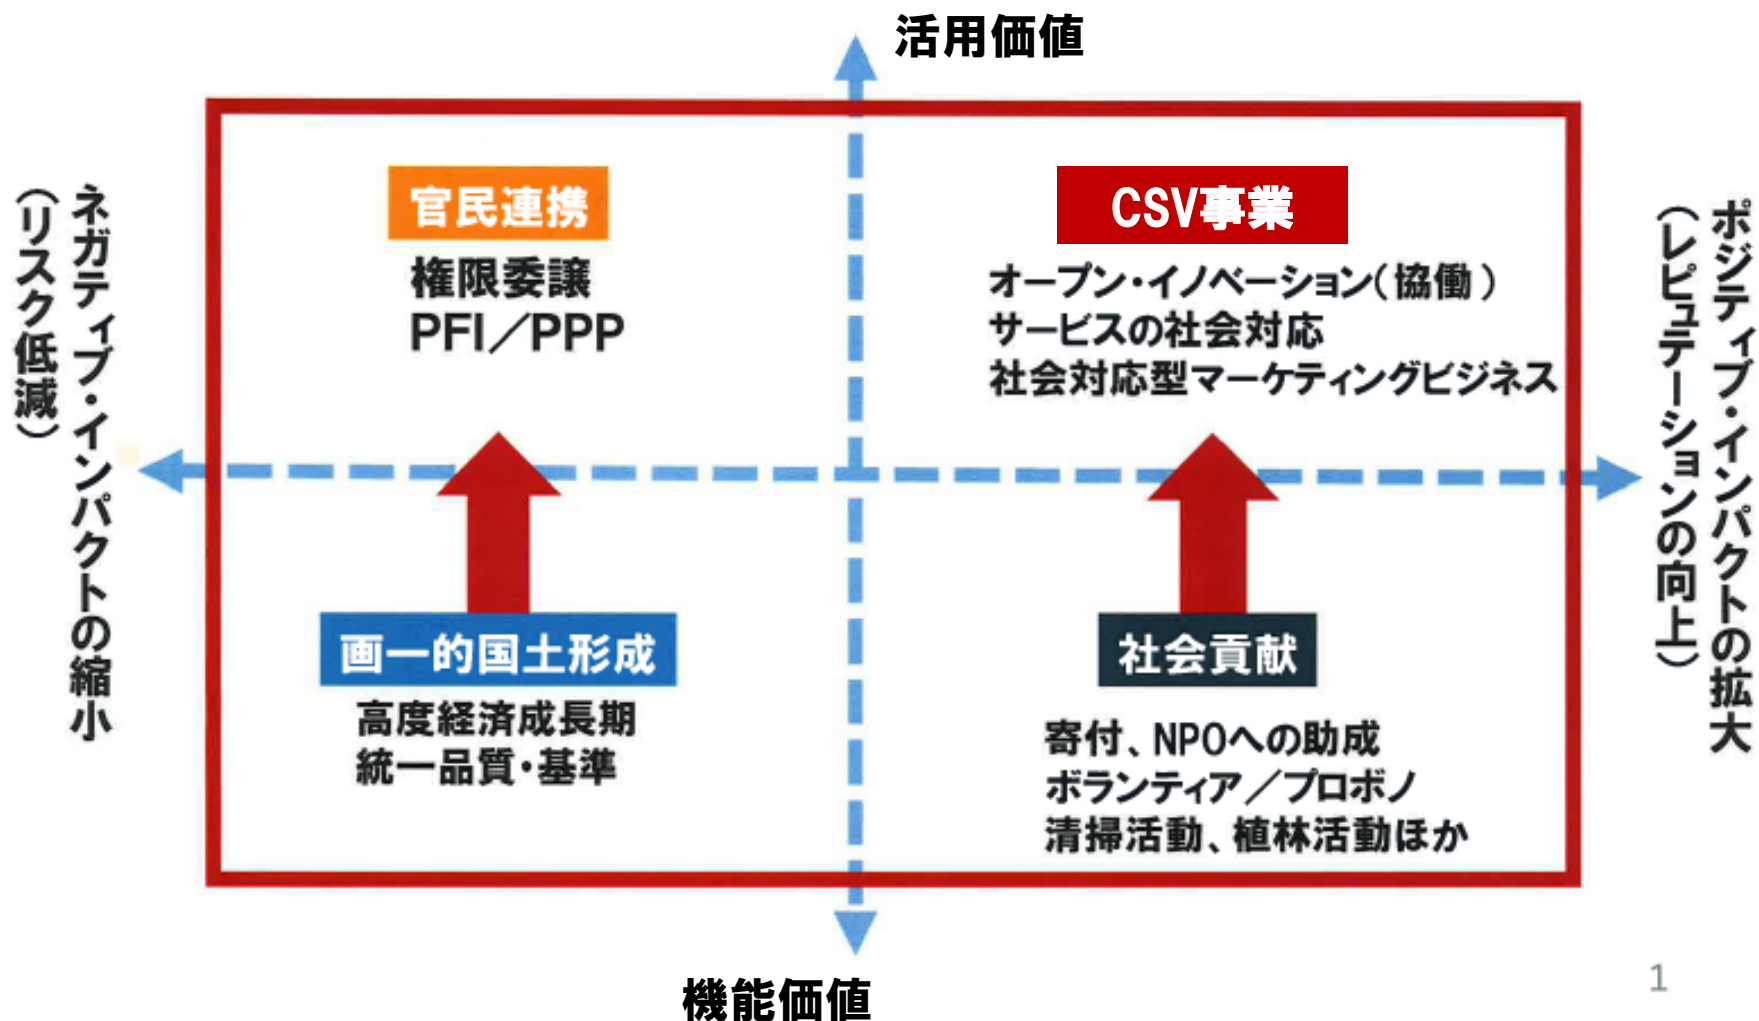 活用価値
ネガティブ・インパクトの縮小
（リスク低減）
官民連携
権限委譲
PFI／PPP
CSV事業
オープン・イノベーション（協働）
サービスの社会対応
社会対応型マーケティングビジネス
ポジティブ・インパクトの拡大
（レピュテーションの向上）
画一的国土形成
高度経済成長期
統一品質・基準
社会貢献
寄付、NPOへの助成
ボランティア／プロボノ
清掃活動、植林活動ほか
機能価値
1